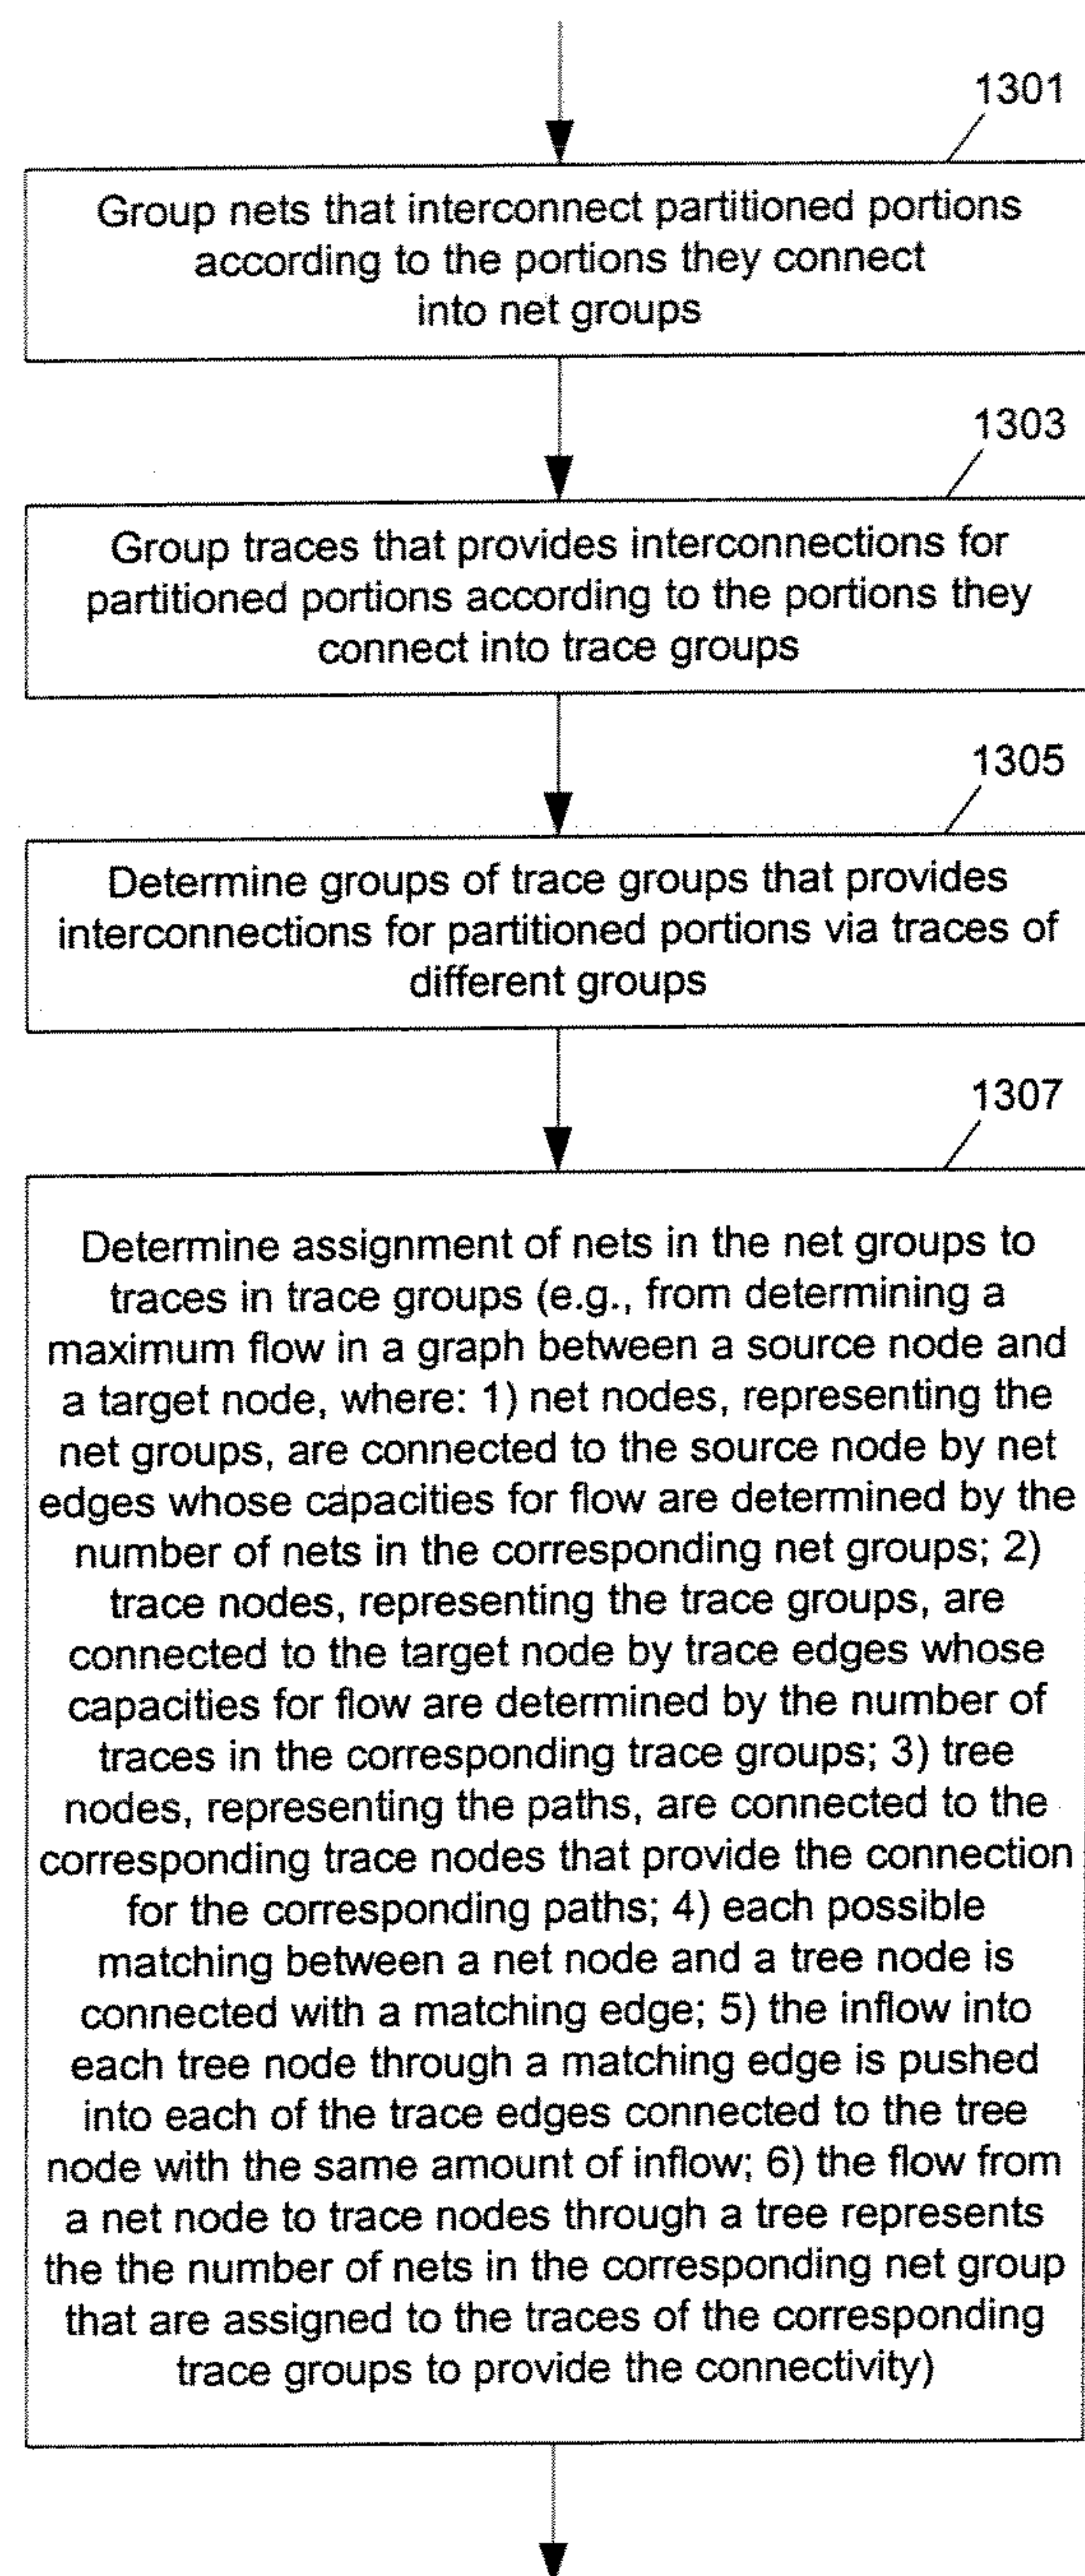 1301
Group nets that interconnect partitioned portions
according to the portions they connect
into net groups
1303
Group traces that provides interconnections for
partitioned portions according to the portions they
connect into trace groups
1305
Determine groups of trace groups that provides
interconnections for partitioned portions via traces of
different groups
1307
Determine assignment of nets in the net groups to
traces in trace groups (e.g., from determining a
maximum flow in a graph between a source node and
a target node, where: 1) net nodes, representing the
net groups, are connected to the source node by net
edges whose capacities for flow are determined by the
number of nets in the corresponding net groups; 2)
trace nodes, representing the trace groups, are
connected to the target node by trace edges whose
capacities for flow are determined by the number of
traces in the corresponding trace groups; 3) tree
nodes, representing the paths, are connected to the
corresponding trace nodes that provide the connection
for the corresponding paths; 4) each possible
matching between a net node and a tree node is
connected with a matching edge; 5) the inflow into
each tree node through a matching edge is pushed
into each of the trace edges connected to the tree
node with the same amount of inflow; 6) the flow from
a net node to trace nodes through a tree represents
the the number of nets in the corresponding net group
that are assigned to the traces of the corresponding
trace groups to provide the connectivity)